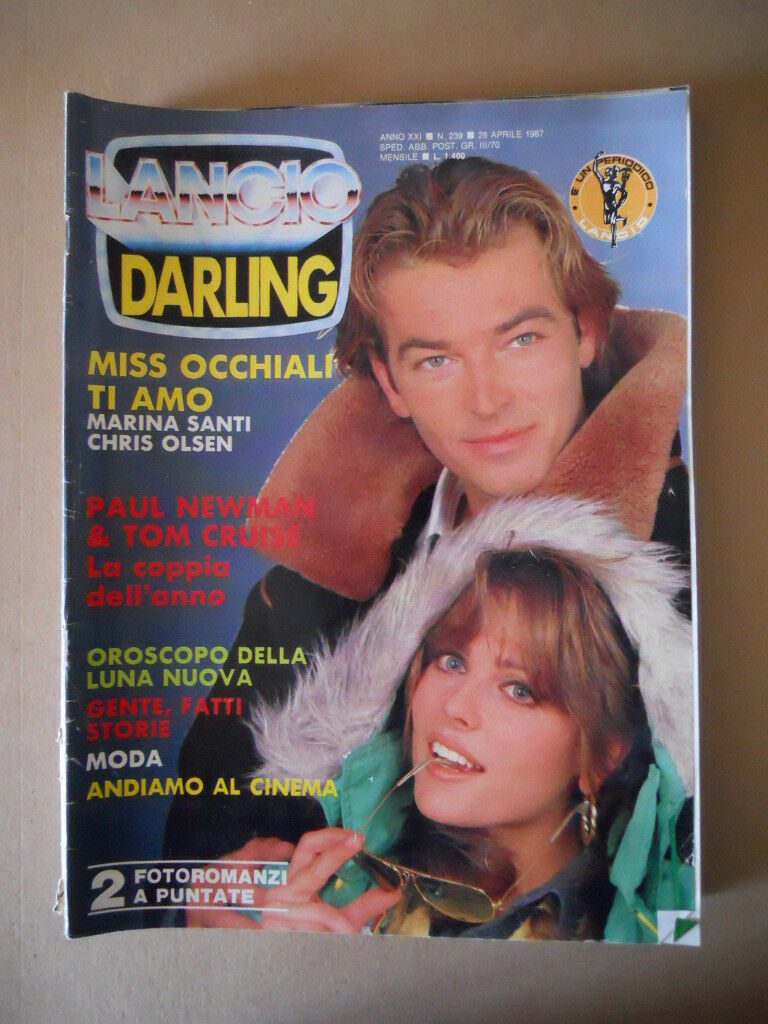 ANNO XXI ■ N. 239 ■ 28 APRILE 1987
SPED. ABB. POST. GR. III/70
MENSILE ■ L. 1.400
E' UN PERIODICO
LANCIO
LANCIO
DARLING
MISS OCCHIALI
TI AMO
MARINA SANTI
CHRIS OLSEN
PAUL NEWMAN
& TOM CRUISE
La coppia
dell'anno
OROSCOPO DELLA
LUNA NUOVA
GENTE, FATTI
STORIE
MODA
ANDIAMO AL CINEMA
2 FOTOROMANZI
A PUNTATE